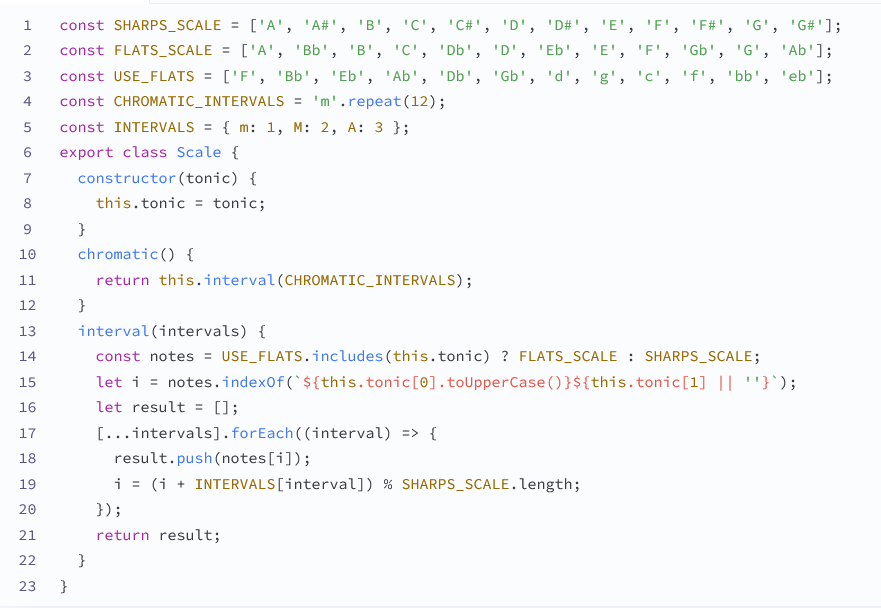 1 const SHARPS_SCALE = ['A', 'A#', 'B', 'C', 'C#', 'D', 'D#', 'E', 'F', 'F#', 'G', 'G#'];
2 const FLATS_SCALE = ['A', 'Bb', 'B', 'C', 'Db', 'D', 'Eb', 'E', 'F', 'Gb', 'G', 'Ab'];
3 const USE_FLATS = ['F', 'Bb', 'Eb', 'Ab', 'Db', 'Gb', 'd', 'g', 'c', 'f', 'bb', 'eb'];
4 const CHROMATIC_INTERVALS = 'm'.repeat(12);
5 const INTERVALS = { m: 1, M: 2, A: 3 };
6 export class Scale {
7   constructor(tonic) {
8     this.tonic = tonic;
9   }
10   chromatic() {
11     return this.interval(CHROMATIC_INTERVALS);
12   }
13   interval(intervals) {
14     const notes = USE_FLATS.includes(this.tonic) ? FLATS_SCALE : SHARPS_SCALE;
15     let i = notes.indexOf(`${this.tonic[0].toUpperCase()}${this.tonic[1] || ''}`);
16     let result = [];
17     [...intervals].forEach((interval) => {
18       result.push(notes[i]);
19       i = (i + INTERVALS[interval]) % SHARPS_SCALE.length;
20     });
21     return result;
22   }
23 }